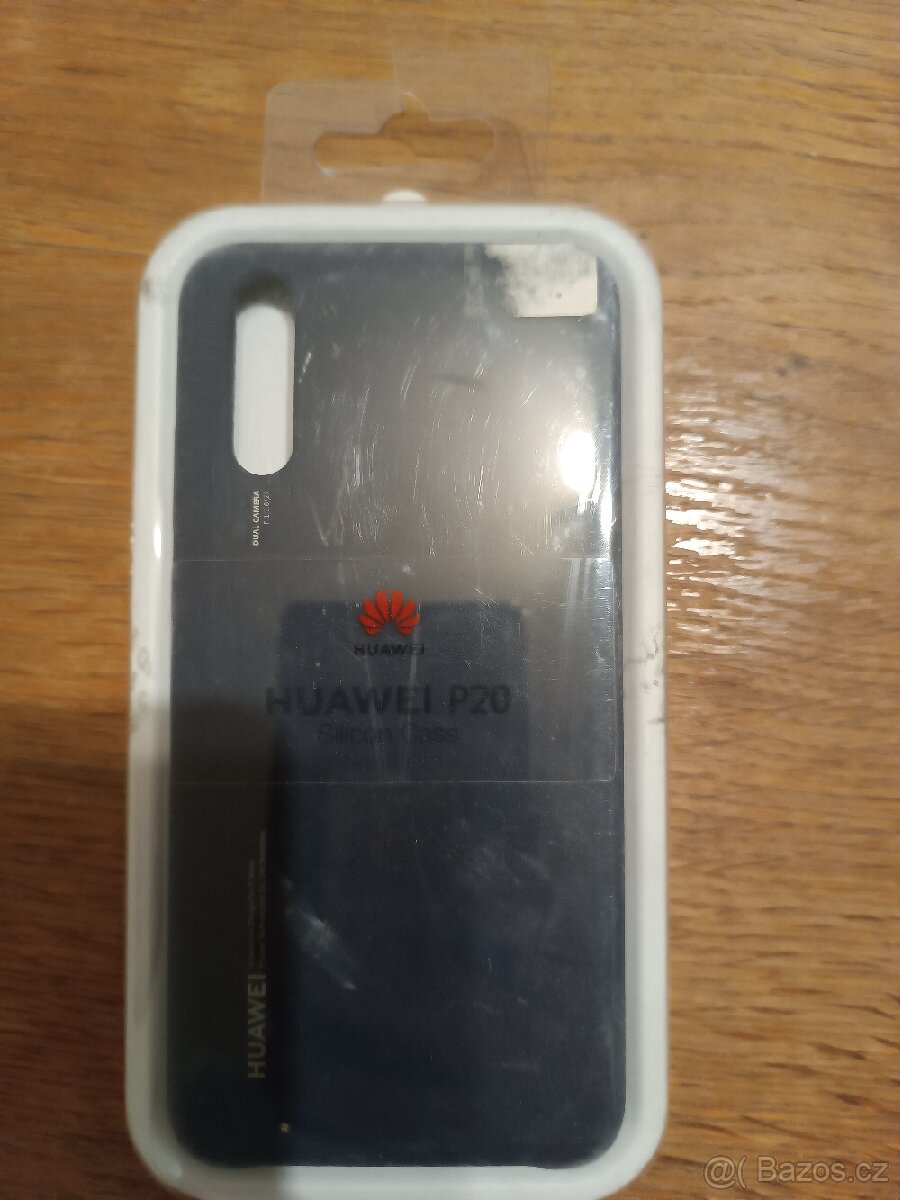 DUAL CAMERA
HUAWEI
HUAWEI P20
Silicon Case
HUAWEI
@( Bazos.cz